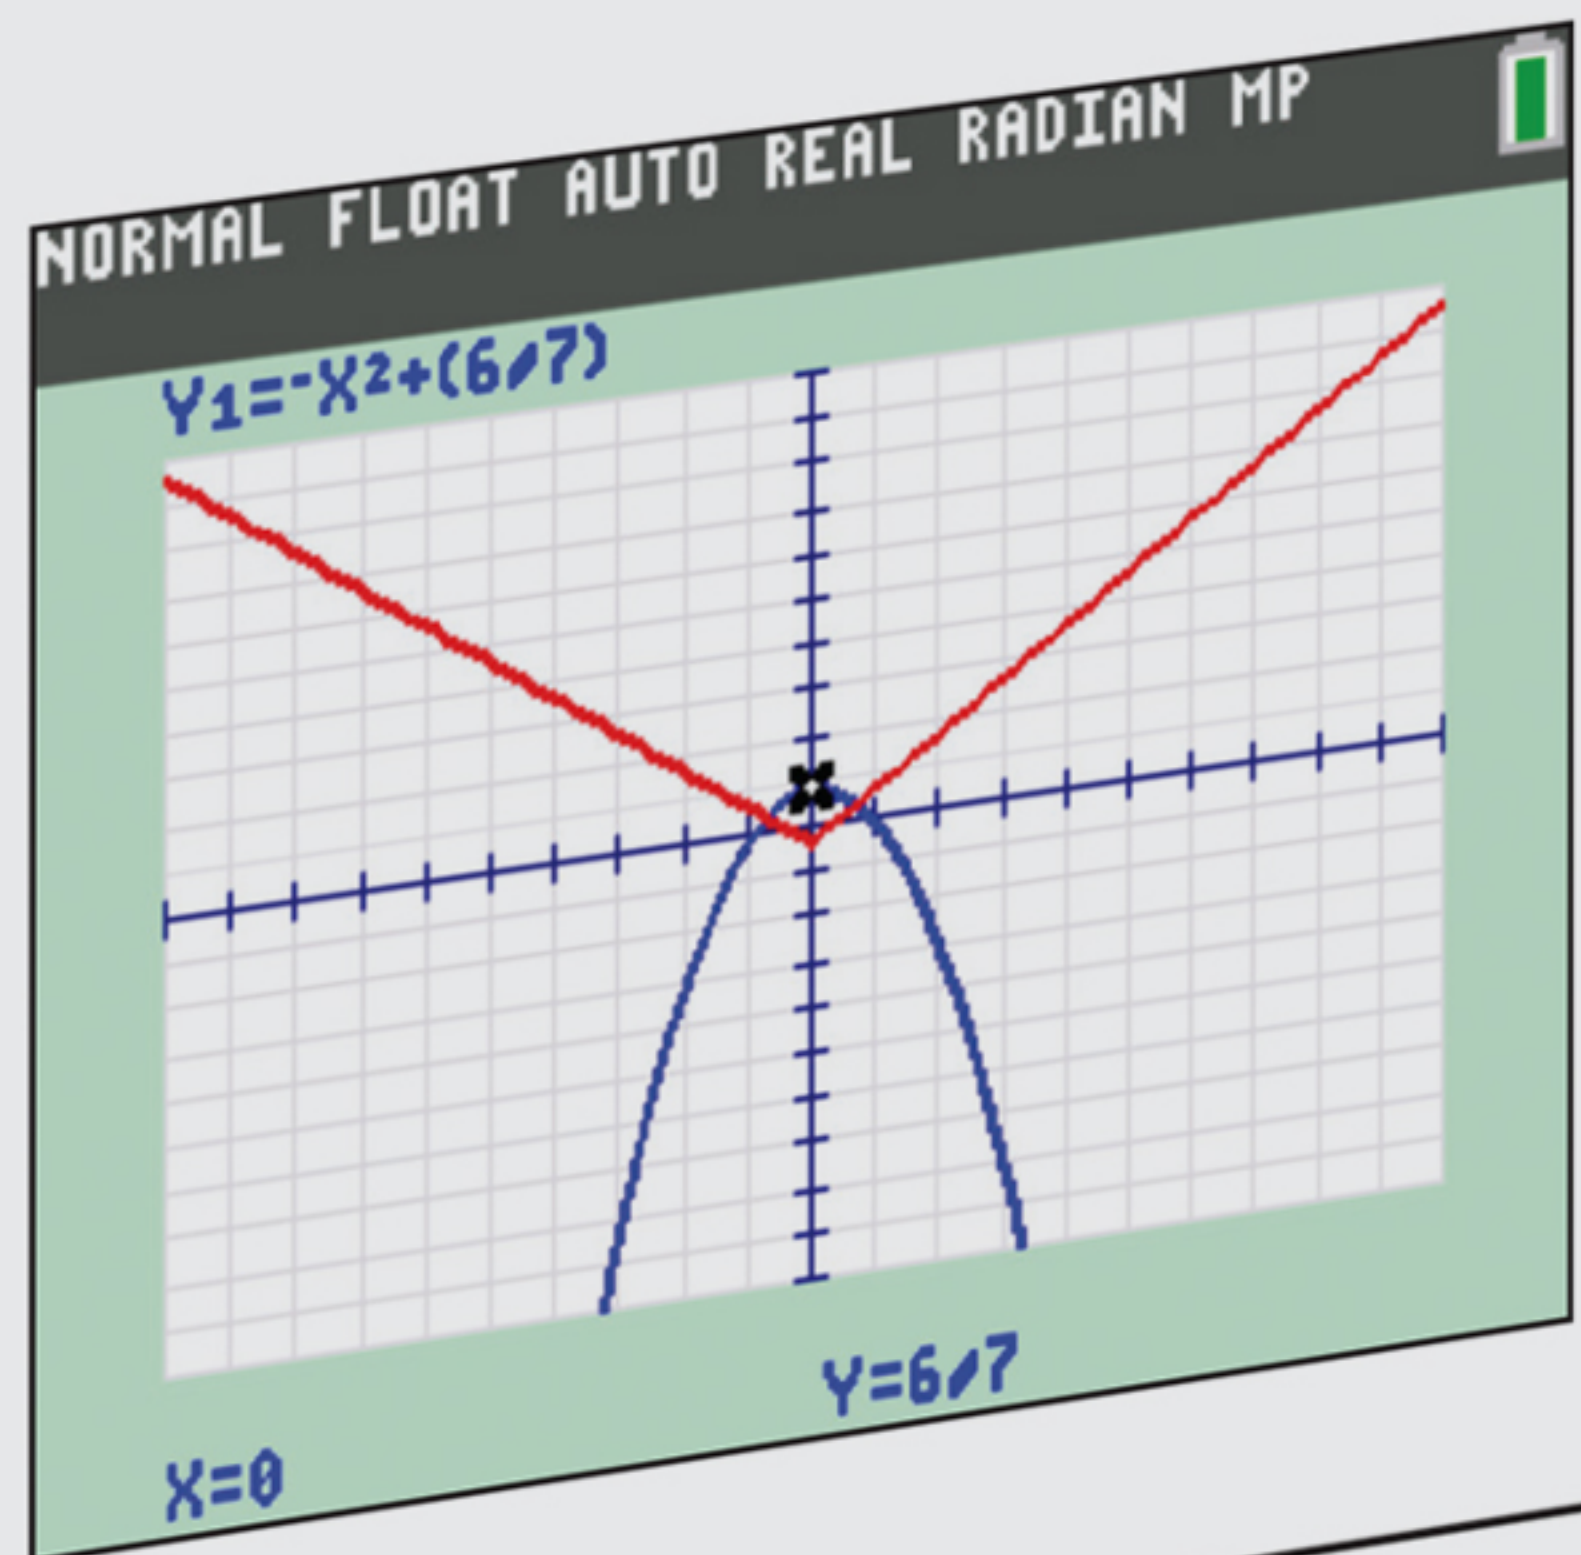 NORMAL FLOAT AUTO REAL RADIAN MP
Y1=-X²+(6/7)
X=0 Y=6/7